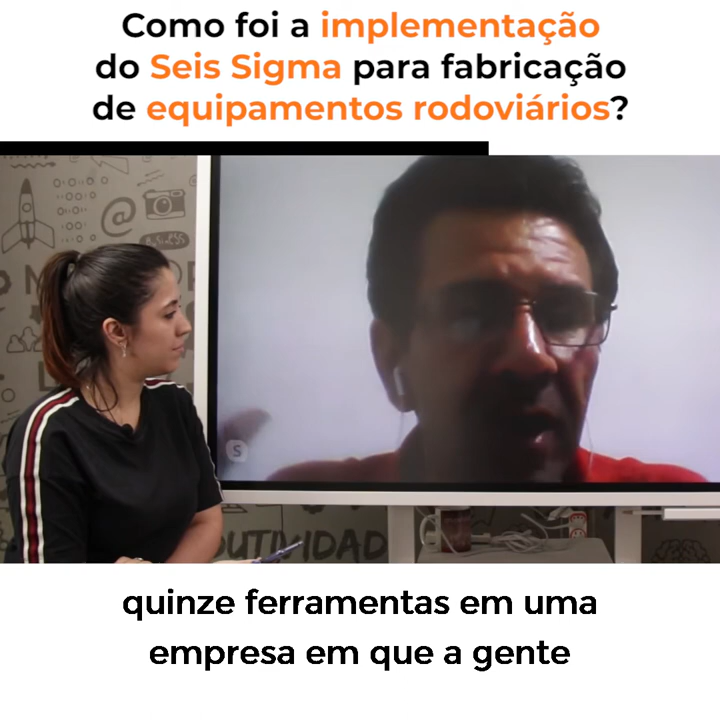 Como foi a implementação
do Seis Sigma para fabricação
de equipamentos rodoviários?
@
S
UTIVIDAD
quinze ferramentas em uma
empresa em que a gente